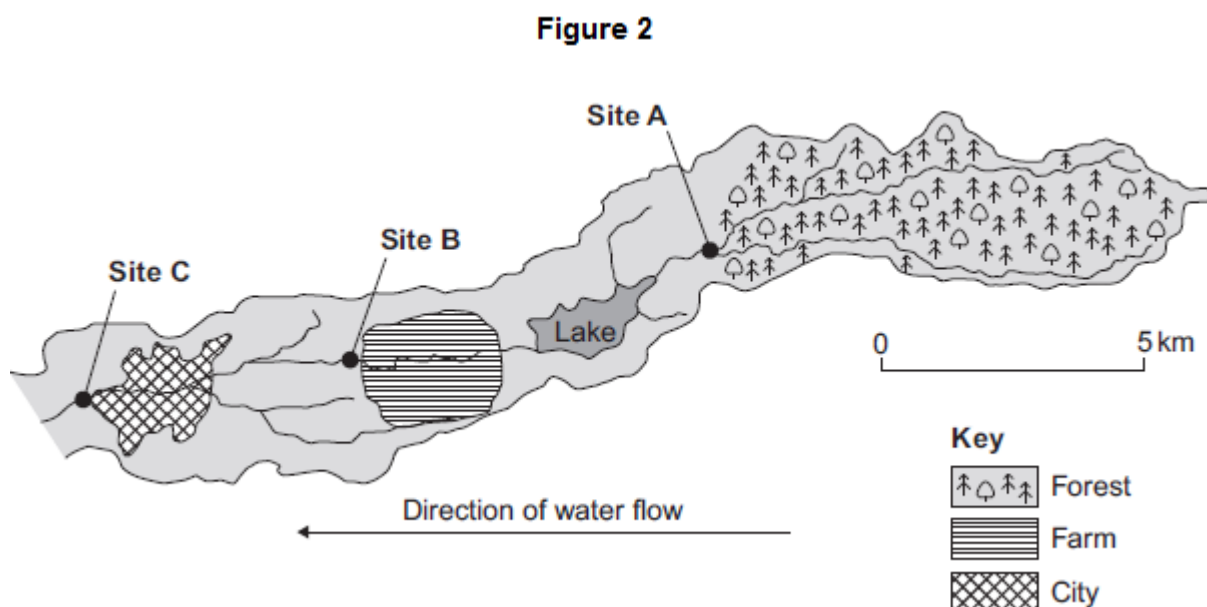 Figure 2
Site A
Site B
Site C
Lake
0 5 km
Direction of water flow
Key
Forest
Farm
City